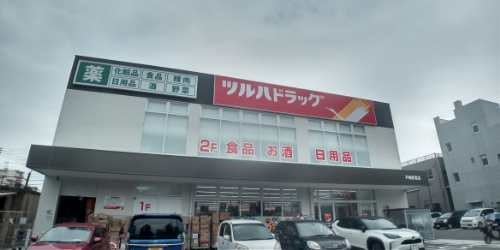 薬
化粧品 食品 精肉
日用品 酒 野菜
ツルハドラッグ
2F 食品 お酒 日用品
1F